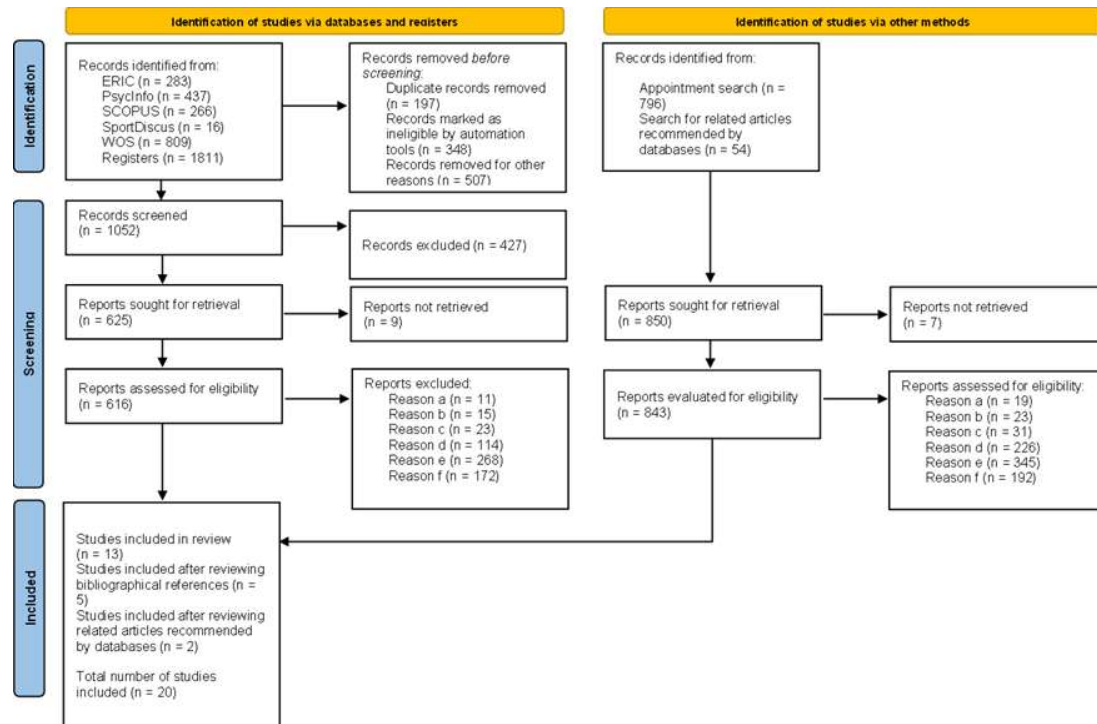 Identification of studies via databases and registers
Identification of studies via other methods
Identification
Records identified from:
ERIC (n = 283)
PsycInfo (n = 437)
SCOPUS (n = 266)
SportDiscus (n = 16)
WOS (n = 809)
Registers (n = 1811)
Records removed before
screening:
Duplicate records removed
(n = 197)
Records marked as
ineligible by automation
tools (n = 348)
Records removed for other
reasons (n = 507)
Records identified from:
Appointment search (n =
796)
Search for related articles
recommended by
databases (n = 54)
Screening
Records screened
(n = 1052)
Records excluded (n = 427)
Reports sought for retrieval
(n = 625)
Reports not retrieved
(n = 9)
Reports sought for retrieval
(n = 850)
Reports not retrieved
(n = 7)
Reports assessed for eligibility
(n = 616)
Reports excluded:
Reason a (n = 11)
Reason b (n = 15)
Reason c (n = 23)
Reason d (n = 114)
Reason e (n = 268)
Reason f (n = 172)
Reports evaluated for eligibility
(n = 843)
Reports assessed for eligibility:
Reason a (n = 19)
Reason b (n = 23)
Reason c (n = 31)
Reason d (n = 226)
Reason e (n = 345)
Reason f (n = 192)
Included
Studies included in review
(n = 13)
Studies included after reviewing
bibliographical references (n =
5)
Studies included after reviewing
related articles recommended
by databases (n = 2)
Total number of studies
included (n = 20)